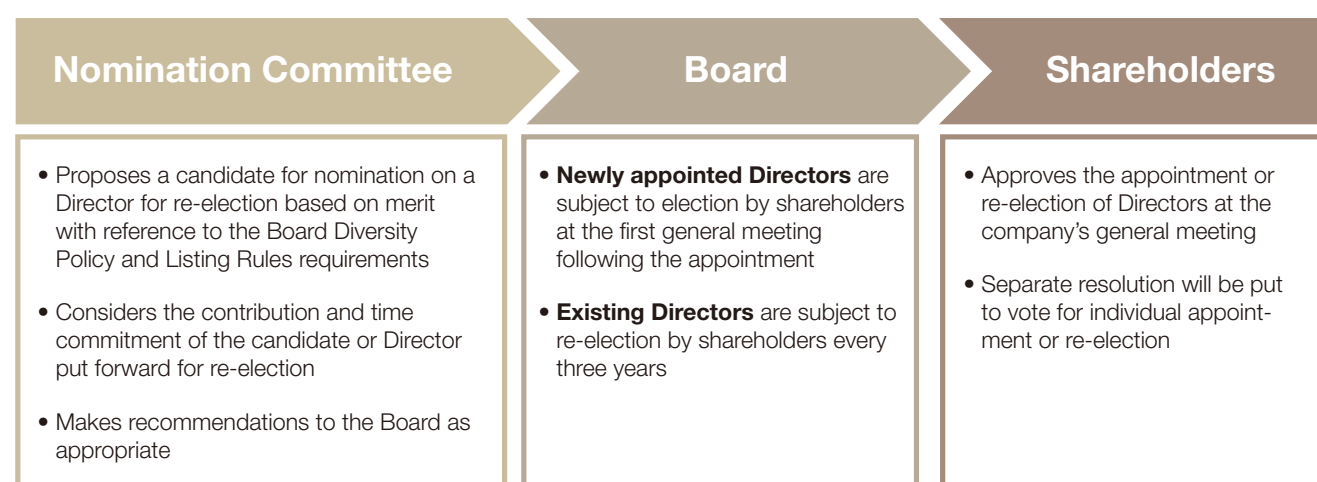 Nomination Committee
• Proposes a candidate for nomination on a
Director for re-election based on merit
with reference to the Board Diversity
Policy and Listing Rules requirements
• Considers the contribution and time
commitment of the candidate or Director
put forward for re-election
• Makes recommendations to the Board as
appropriate
Board
• Newly appointed Directors are
subject to election by shareholders
at the first general meeting
following the appointment
• Existing Directors are subject to
re-election by shareholders every
three years
Shareholders
• Approves the appointment or
re-election of Directors at the
company's general meeting
• Separate resolution will be put
to vote for individual appoint-
ment or re-election